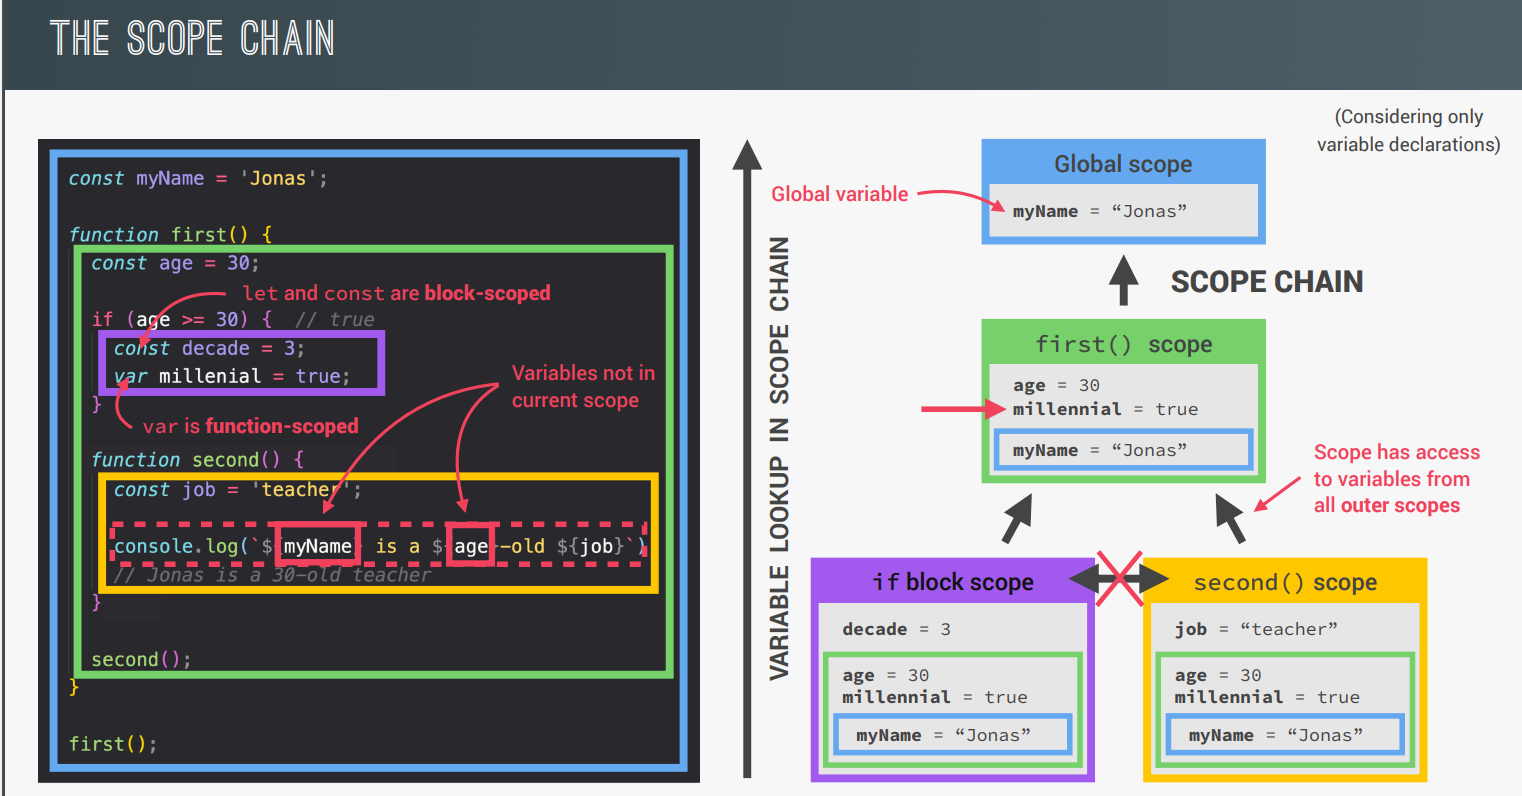 THE SCOPE CHAIN
(Considering only
variable declarations)
const myName = 'Jonas';
function first() {
const age = 30;
let and const are block-scoped
if (age >= 30) { // true
const decade = 3;
var millenial = true;
}
var is function-scoped
Variables not in
current scope
function second() {
const job = 'teacher';
console.log(`${myName} is a ${age}-old ${job}`)
// Jonas is a 30-old teacher
}
second();
}
first();
VARIABLE LOOKUP IN SCOPE CHAIN
Global variable
Global scope
myName = “Jonas”
SCOPE CHAIN
first() scope
age = 30
millennial = true
myName = “Jonas”
Scope has access
to variables from
all outer scopes
if block scope
decade = 3
age = 30
millennial = true
myName = “Jonas”
second() scope
job = “teacher”
age = 30
millennial = true
myName = “Jonas”